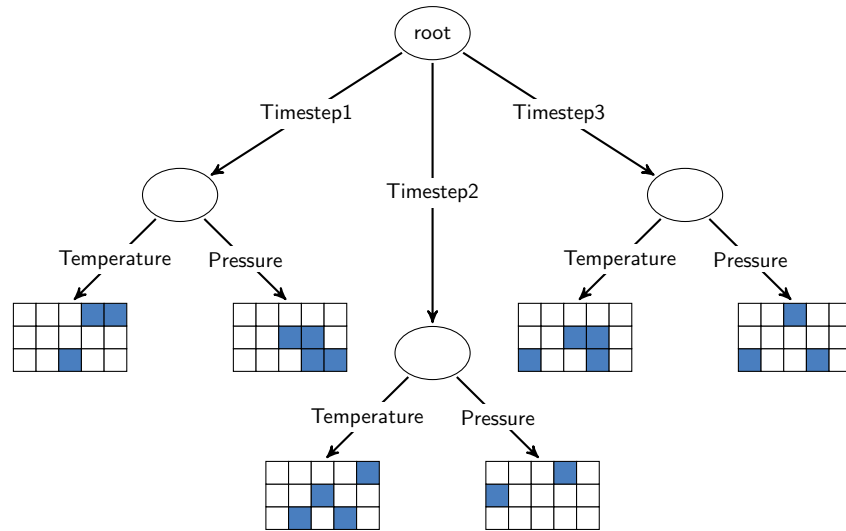 root
Timestep1
Timestep3
Timestep2
Temperature
Pressure
Temperature
Pressure
Temperature
Pressure